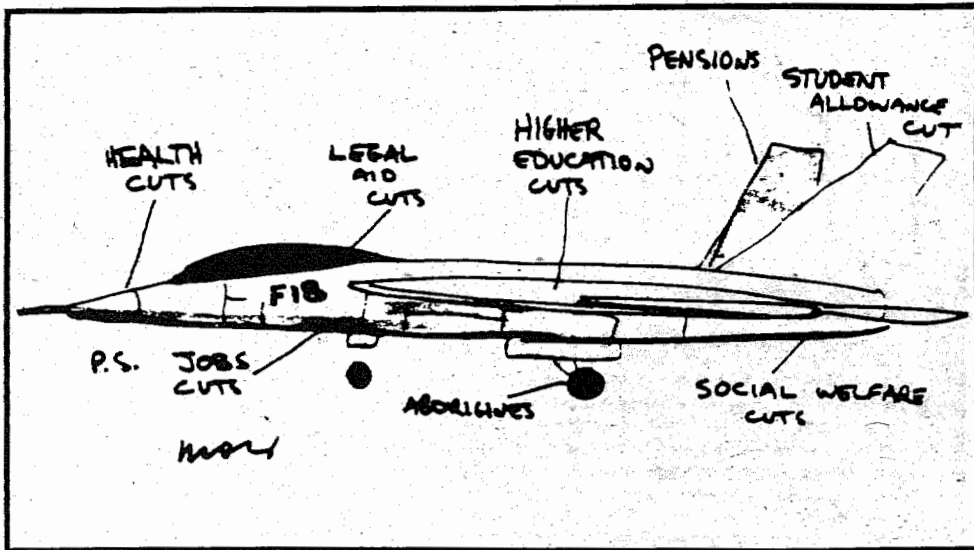 PENSIONS
STUDENT
ALLOWANCE
CUT
HEALTH
CUTS
LEGAL
AID
CUTS
HIGHER
EDUCATION
CUTS
F18
P.S. JOBS
CUTS
ABORIGINES
SOCIAL WELFARE
CUTS